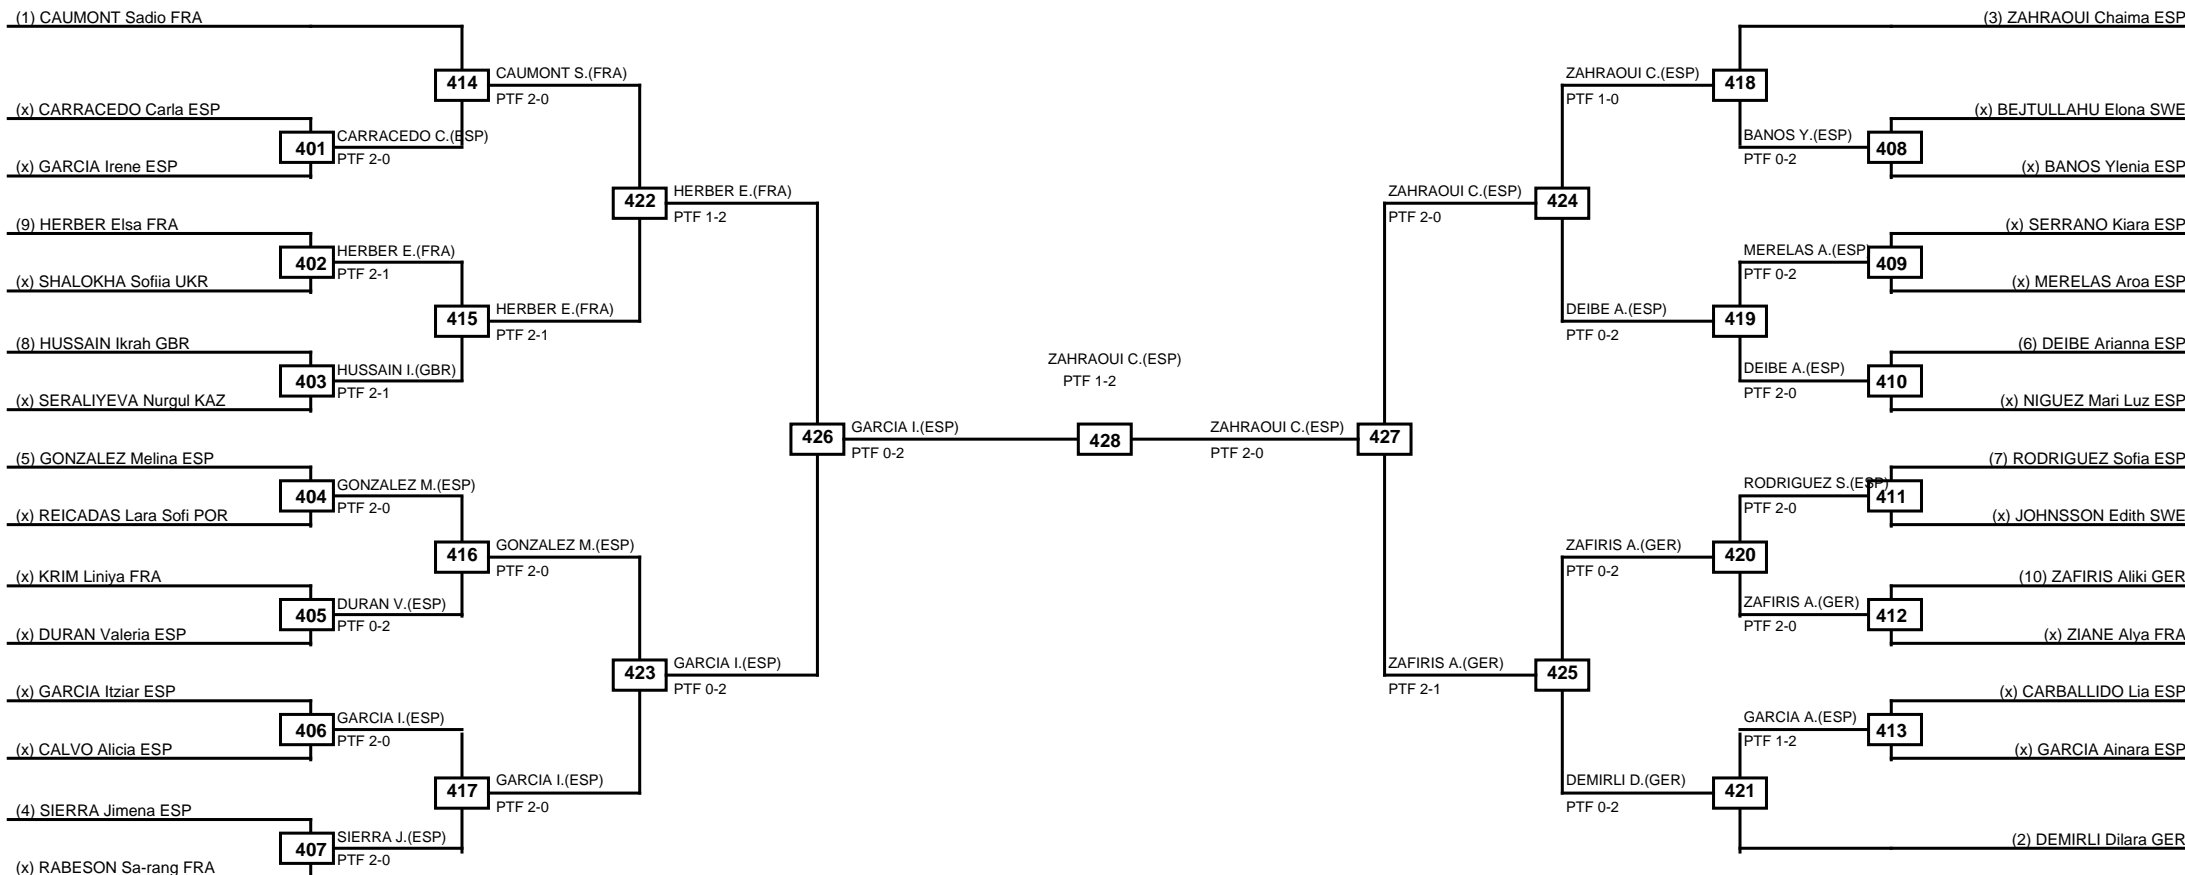 (1) CAUMONT Sadio FRA
(x) CARRACEDO Carla ESP
(x) GARCIA Irene ESP
(9) HERBER Elsa FRA
(x) SHALOKHA Sofiia UKR
(8) HUSSAIN Ikrah GBR
(x) SERALIYEVA Nurgul KAZ
(5) GONZALEZ Melina ESP
(x) REICADAS Lara Sofi POR
(x) KRIM Liniya FRA
(x) DURAN Valeria ESP
(x) GARCIA Itziar ESP
(x) CALVO Alicia ESP
(4) SIERRA Jimena ESP
(x) RABESON Sa-rang FRA
401
CARRACEDO C.(ESP)
PTF 2-0
402
HERBER E.(FRA)
PTF 2-1
403
HUSSAIN I.(GBR)
PTF 2-1
404
GONZALEZ M.(ESP)
PTF 2-0
405
DURAN V.(ESP)
PTF 0-2
406
GARCIA I.(ESP)
PTF 2-0
407
SIERRA J.(ESP)
PTF 2-0
414
CAUMONT S.(FRA)
PTF 2-0
415
HERBER E.(FRA)
PTF 2-1
416
GONZALEZ M.(ESP)
PTF 2-0
417
GARCIA I.(ESP)
PTF 2-0
422
HERBER E.(FRA)
PTF 1-2
423
GARCIA I.(ESP)
PTF 0-2
426
GARCIA I.(ESP)
PTF 0-2
ZAHRAOUI C.(ESP)
PTF 1-2
428
ZAHRAOUI C.(ESP)
PTF 2-0
427
ZAHRAOUI C.(ESP)
PTF 2-0
424
ZAFIRIS A.(GER)
PTF 2-1
425
ZAHRAOUI C.(ESP)
PTF 1-0
418
DEIBE A.(ESP)
PTF 0-2
419
ZAFIRIS A.(GER)
PTF 0-2
420
DEMIRLI D.(GER)
PTF 0-2
421
BANOS Y.(ESP)
PTF 0-2
408
MERELAS A.(ESP)
PTF 0-2
409
DEIBE A.(ESP)
PTF 2-0
410
RODRIGUEZ S.(ESP)
PTF 2-0
411
ZAFIRIS A.(GER)
PTF 2-0
412
GARCIA A.(ESP)
PTF 1-2
413
(3) ZAHRAOUI Chaima ESP
(x) BEJTULLAHU Elona SWE
(x) BANOS Ylenia ESP
(x) SERRANO Kiara ESP
(x) MERELAS Aroa ESP
(6) DEIBE Arianna ESP
(x) NIGUEZ Mari Luz ESP
(7) RODRIGUEZ Sofia ESP
(x) JOHNSSON Edith SWE
(10) ZAFIRIS Aliki GER
(x) ZIANE Alya FRA
(x) CARBALLIDO Lia ESP
(x) GARCIA Ainara ESP
(2) DEMIRLI Dilara GER